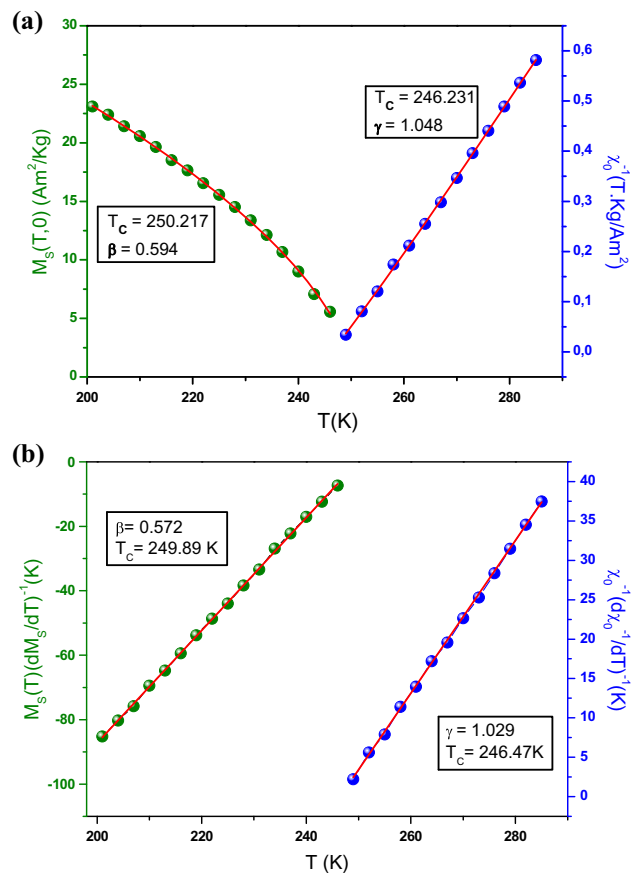 (a)
30
25
20
15
10
5
0
M_S(T,0) (Am²/Kg)
T_C = 250.217
β = 0.594
T_C = 246.231
γ = 1.048
0,6
0,5
0,4
0,3
0,2
0,1
0,0
χ₀⁻¹(T.Kg/Am²)
200 220 240 260 280
T(K)
(b)
0
-20
-40
-60
-80
-100
M_S(T)(dM_S/dT)⁻¹(K)
β= 0.572
T_C= 249.89 K
γ = 1.029
T_C= 246.47K
40
35
30
25
20
15
10
5
0
χ₀⁻¹(dχ₀⁻¹/dT)⁻¹(K)
200 220 240 260 280
T (K)